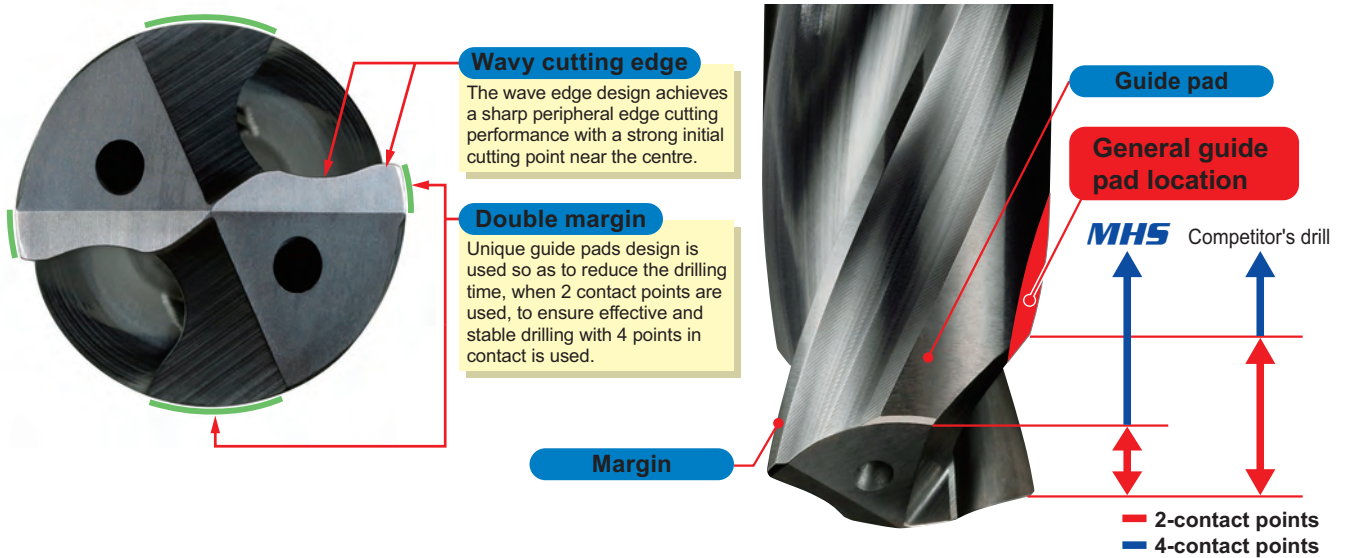 Wavy cutting edge
The wave edge design achieves
a sharp peripheral edge cutting
performance with a strong initial
cutting point near the centre.
Double margin
Unique guide pads design is
used so as to reduce the drilling
time, when 2 contact points are
used, to ensure effective and
stable drilling with 4 points in
contact is used.
Guide pad
General guide
pad location
MHS Competitor's drill
Margin
2-contact points
4-contact points